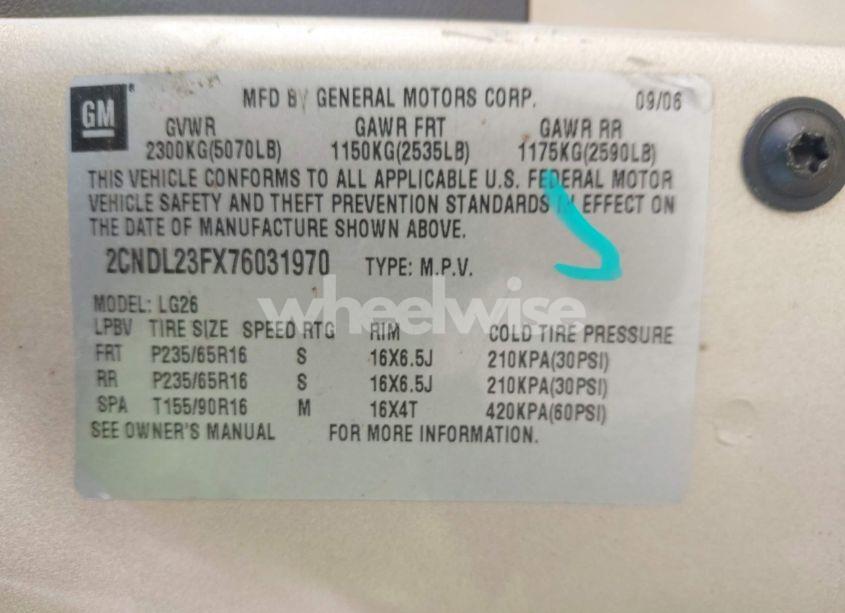 GM
MFD BY GENERAL MOTORS CORP. 09/06
GVWR GAWR FRT GAWR RR
2300KG(5070LB) 1150KG(2535LB) 1175KG(2590LB)
THIS VEHICLE CONFORMS TO ALL APPLICABLE U.S. FEDERAL MOTOR
VEHICLE SAFETY AND THEFT PREVENTION STANDARDS IN EFFECT ON
THE DATE OF MANUFACTURE SHOWN ABOVE.
2CNDL23FX76031970 TYPE: M.P.V.
wheelwise
MODEL: LG26
LPBV TIRE SIZE SPEED RTG RIM COLD TIRE PRESSURE
FRT P235/65R16 S 16X6.5J 210KPA(30PSI)
RR P235/65R16 S 16X6.5J 210KPA(30PSI)
SPA T155/90R16 M 16X4T 420KPA(60PSI)
SEE OWNER'S MANUAL FOR MORE INFORMATION.